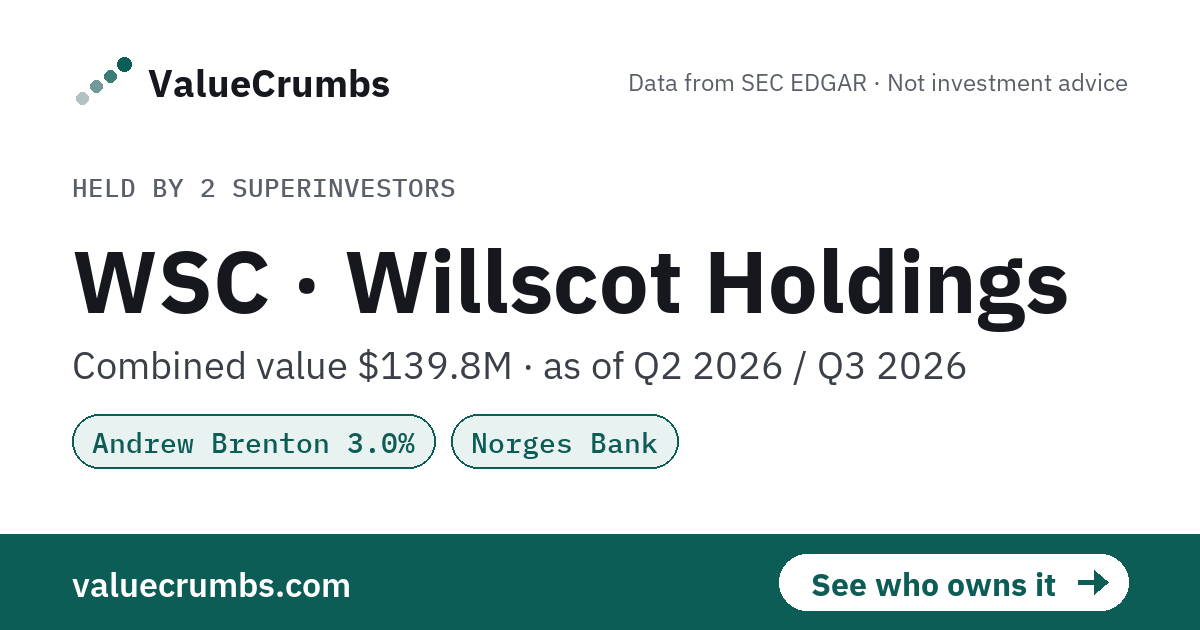 ValueCrumbs
Data from SEC EDGAR · Not investment advice
HELD BY 2 SUPERINVESTORS
WSC · Willscot Holdings
Combined value $139.8M · as of Q2 2026 / Q3 2026
Andrew Brenton 3.0%
Norges Bank
valuecrumbs.com
See who owns it →